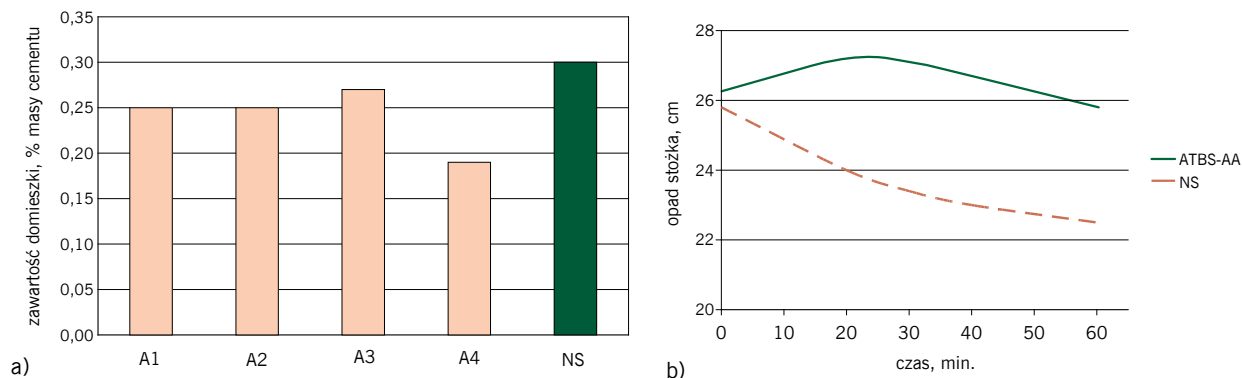 zawartość domieszki, % masy cementu
0,35
0,30
0,25
0,20
0,15
0,10
0,05
0,00
A1 A2 A3 A4 NS
a)
opad stożka, cm
28
26
24
22
20
0 10 20 30 40 50 60
czas, min.
b)
ATBS-AA
NS